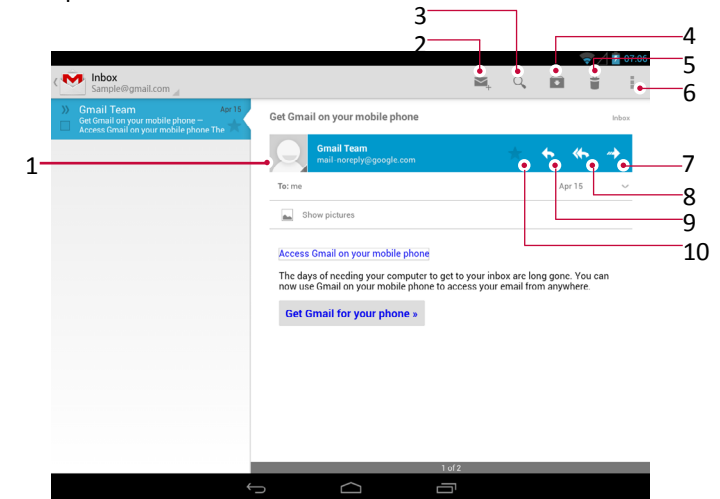 3
2
4
07:06
5
6
Inbox
Sample@gmail.com
Gmail Team Apr 15
Get Gmail on your mobile phone –
Access Gmail on your mobile phone The
Get Gmail on your mobile phone Inbox
1
Gmail Team
mail-noreply@google.com
7
To: me Apr 15
8
Show pictures
9
10
Access Gmail on your mobile phone
The days of needing your computer to get to your inbox are long gone. You can
now use Gmail on your mobile phone to access your email from anywhere.
Get Gmail for your phone »
1 of 2